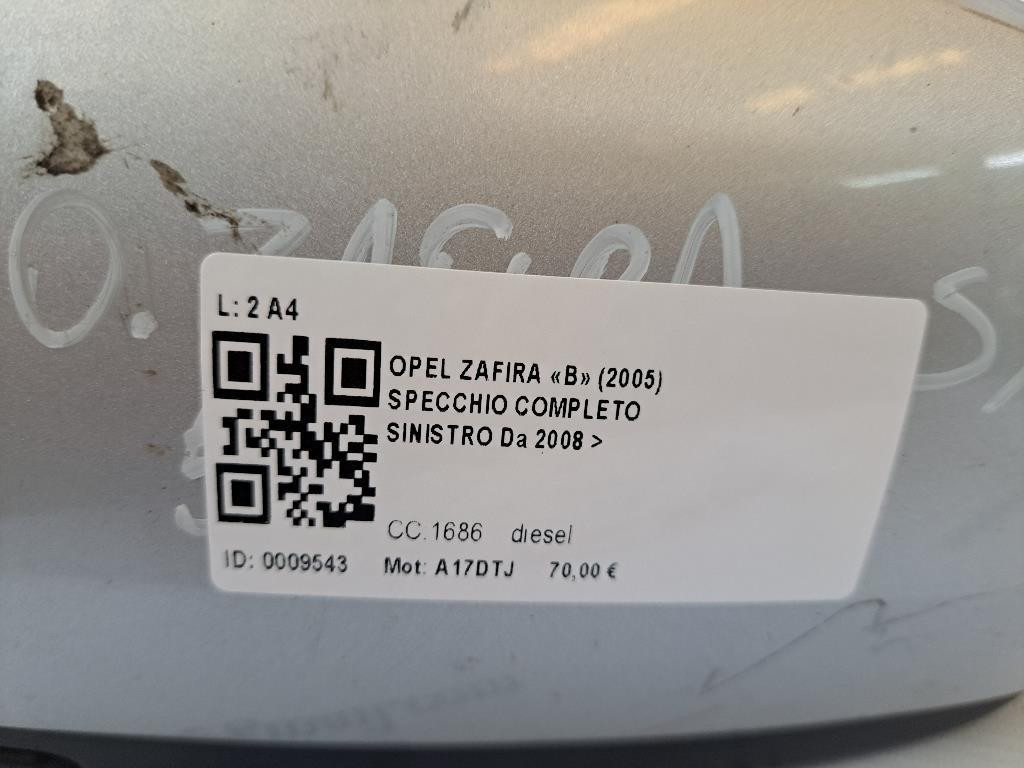 O. ZAFIRA S
L: 2 A4
OPEL ZAFIRA «B» (2005)
SPECCHIO COMPLETO
SINISTRO Da 2008 >
CC. 1686 diesel
ID: 0009543 Mot: A17DTJ 70,00 €